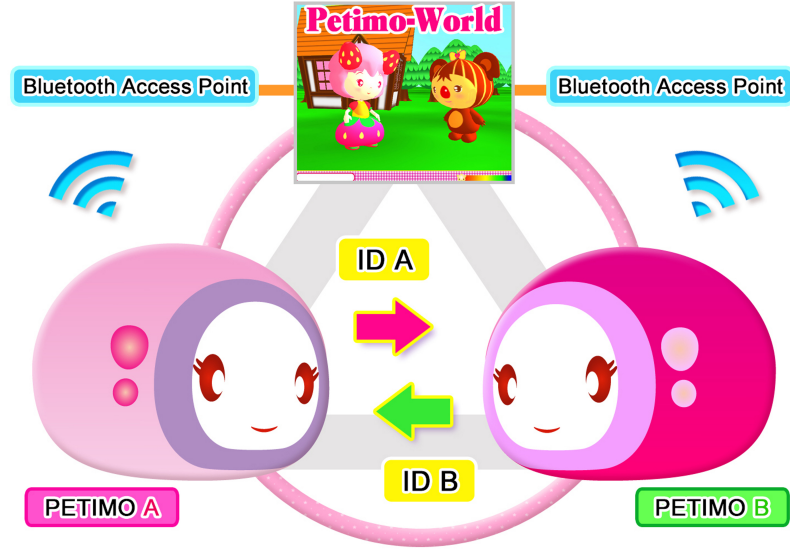 Petimo-World
Bluetooth Access Point
Bluetooth Access Point
ID A
ID B
PETIMO A
PETIMO B